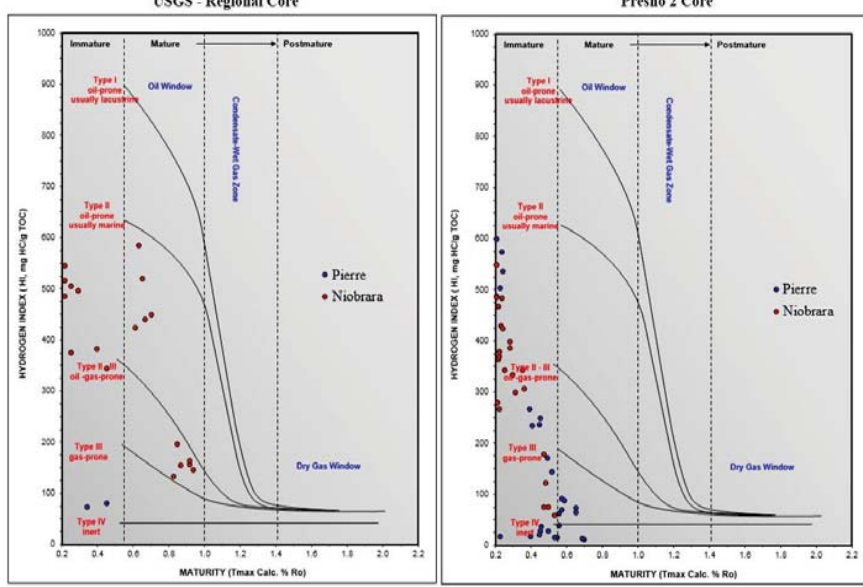 USGS - Regional Core
Immature
Mature
Postmature
Type I
oil-prone
usually lacustrine
Oil Window
Condensate-Wet Gas Zone
Type II
oil-prone
usually marine
Pierre
Niobrara
Type II - III
oil -gas-prone
Type III
gas-prone
Dry Gas Window
Type IV
inert
HYDROGEN INDEX ( HI, mg HC/g TOC)
1000
900
800
700
600
500
400
300
200
100
0
0.2
0.4
0.6
0.8
1.0
1.2
1.4
1.6
1.8
2.0
2.2
MATURITY (Tmax Calc. % Ro)
Presho 2 Core
Immature
Mature
Postmature
Type I
oil-prone
usually lacustrine
Oil Window
Condensate-Wet Gas Zone
Type II
oil-prone
usually marine
Pierre
Niobrara
Type II - III
oil -gas-prone
Type III
gas-prone
Dry Gas Window
Type IV
inert
HYDROGEN INDEX ( HI, mg HC/g TOC)
1000
900
800
700
600
500
400
300
200
100
0
0.2
0.4
0.6
0.8
1.0
1.2
1.4
1.6
1.8
2.0
2.2
MATURITY (Tmax Calc. % Ro)